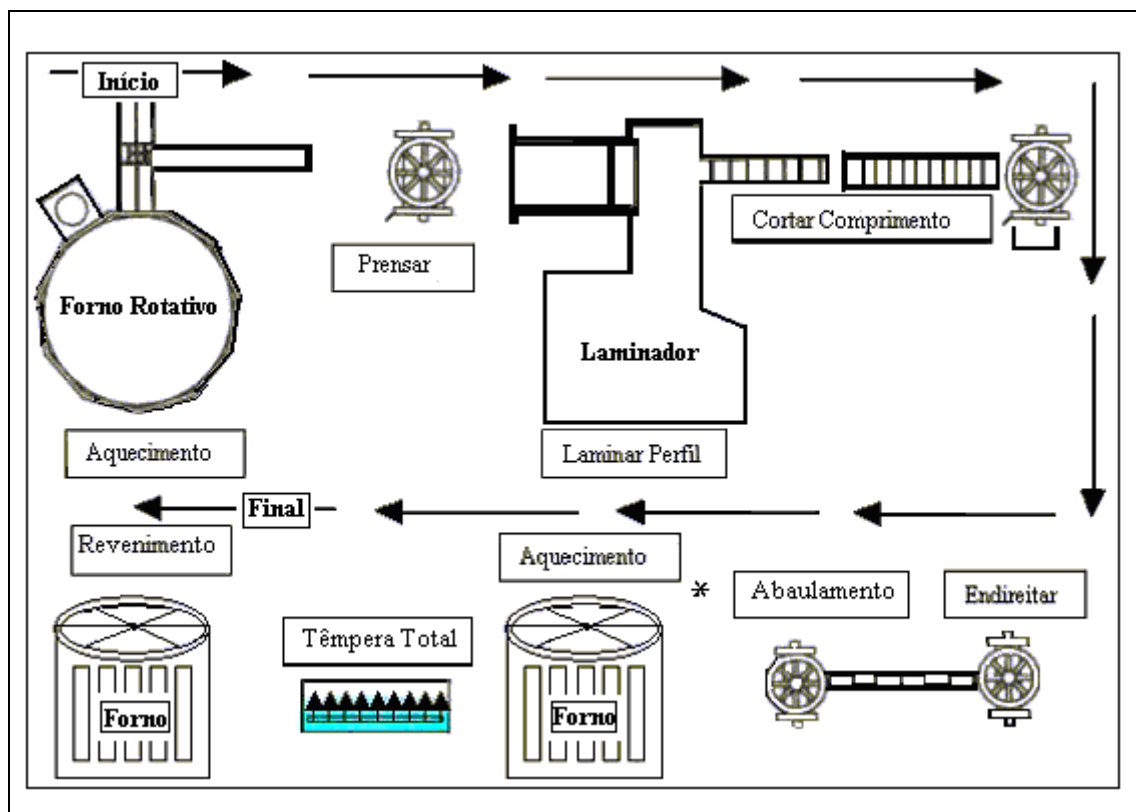 Início
Prensar
Cortar Comprimento
Forno Rotativo
Laminador
Aquecimento
Laminar Perfil
Final
Revenimento
Aquecimento
*
Abaulamento
Endireitar
Têmpera Total
Forno
Forno